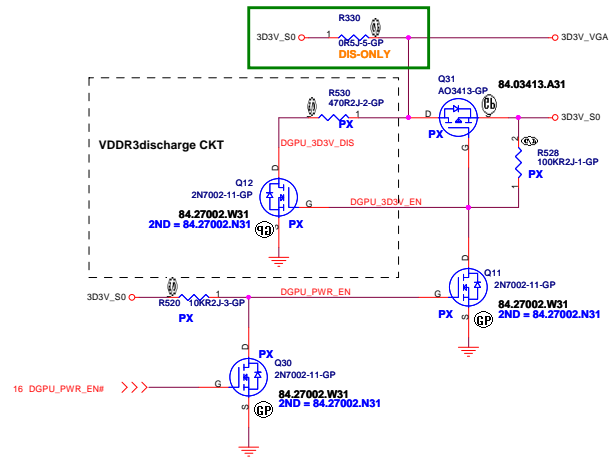 R330
3D3V_S0
1
0R5J-5-GP
DIS-ONLY
3D3V_VGA
Q31
AO3413-GP
84.03413.A31
R530
470R2J-2-GP
1
PX
D
PX
3D3V_S0
G
2
R528
100KR2J-1-GP
PX
1
VDDR3discharge CKT
DGPU_3D3V_DIS
D
Q12
2N7002-11-GP
84.27002.W31
2ND = 84.27002.N31
G
DGPU_3D3V_EN
PX
D
Q11
2N7002-11-GP
84.27002.W31
2ND = 84.27002.N31
G
S
GP
PX
3D3V_S0
1
DGPU_PWR_EN
R520
10KR2J-3-GP
PX
D
PX
Q30
2N7002-11-GP
84.27002.W31
2ND = 84.27002.N31
16 DGPU_PWR_EN#
G
S
GP